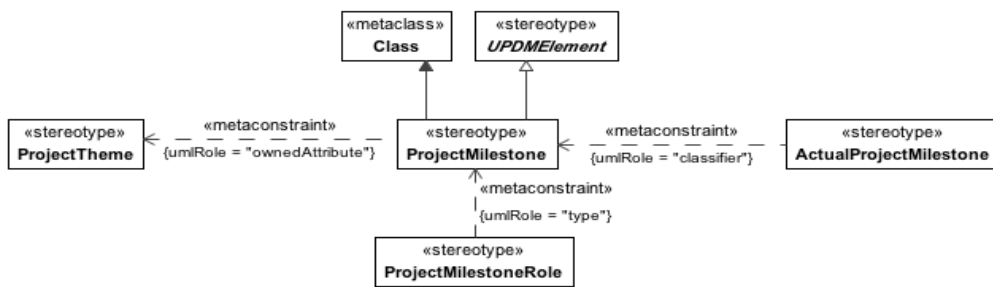 «metaclass»
Class
«stereotype»
UPDMElement
«stereotype»
ProjectTheme
«metaconstraint»
{umlRole = "ownedAttribute"}
«stereotype»
ProjectMilestone
«metaconstraint»
{umlRole = "classifier"}
«stereotype»
ActualProjectMilestone
«metaconstraint»
{umlRole = "type"}
«stereotype»
ProjectMilestoneRole